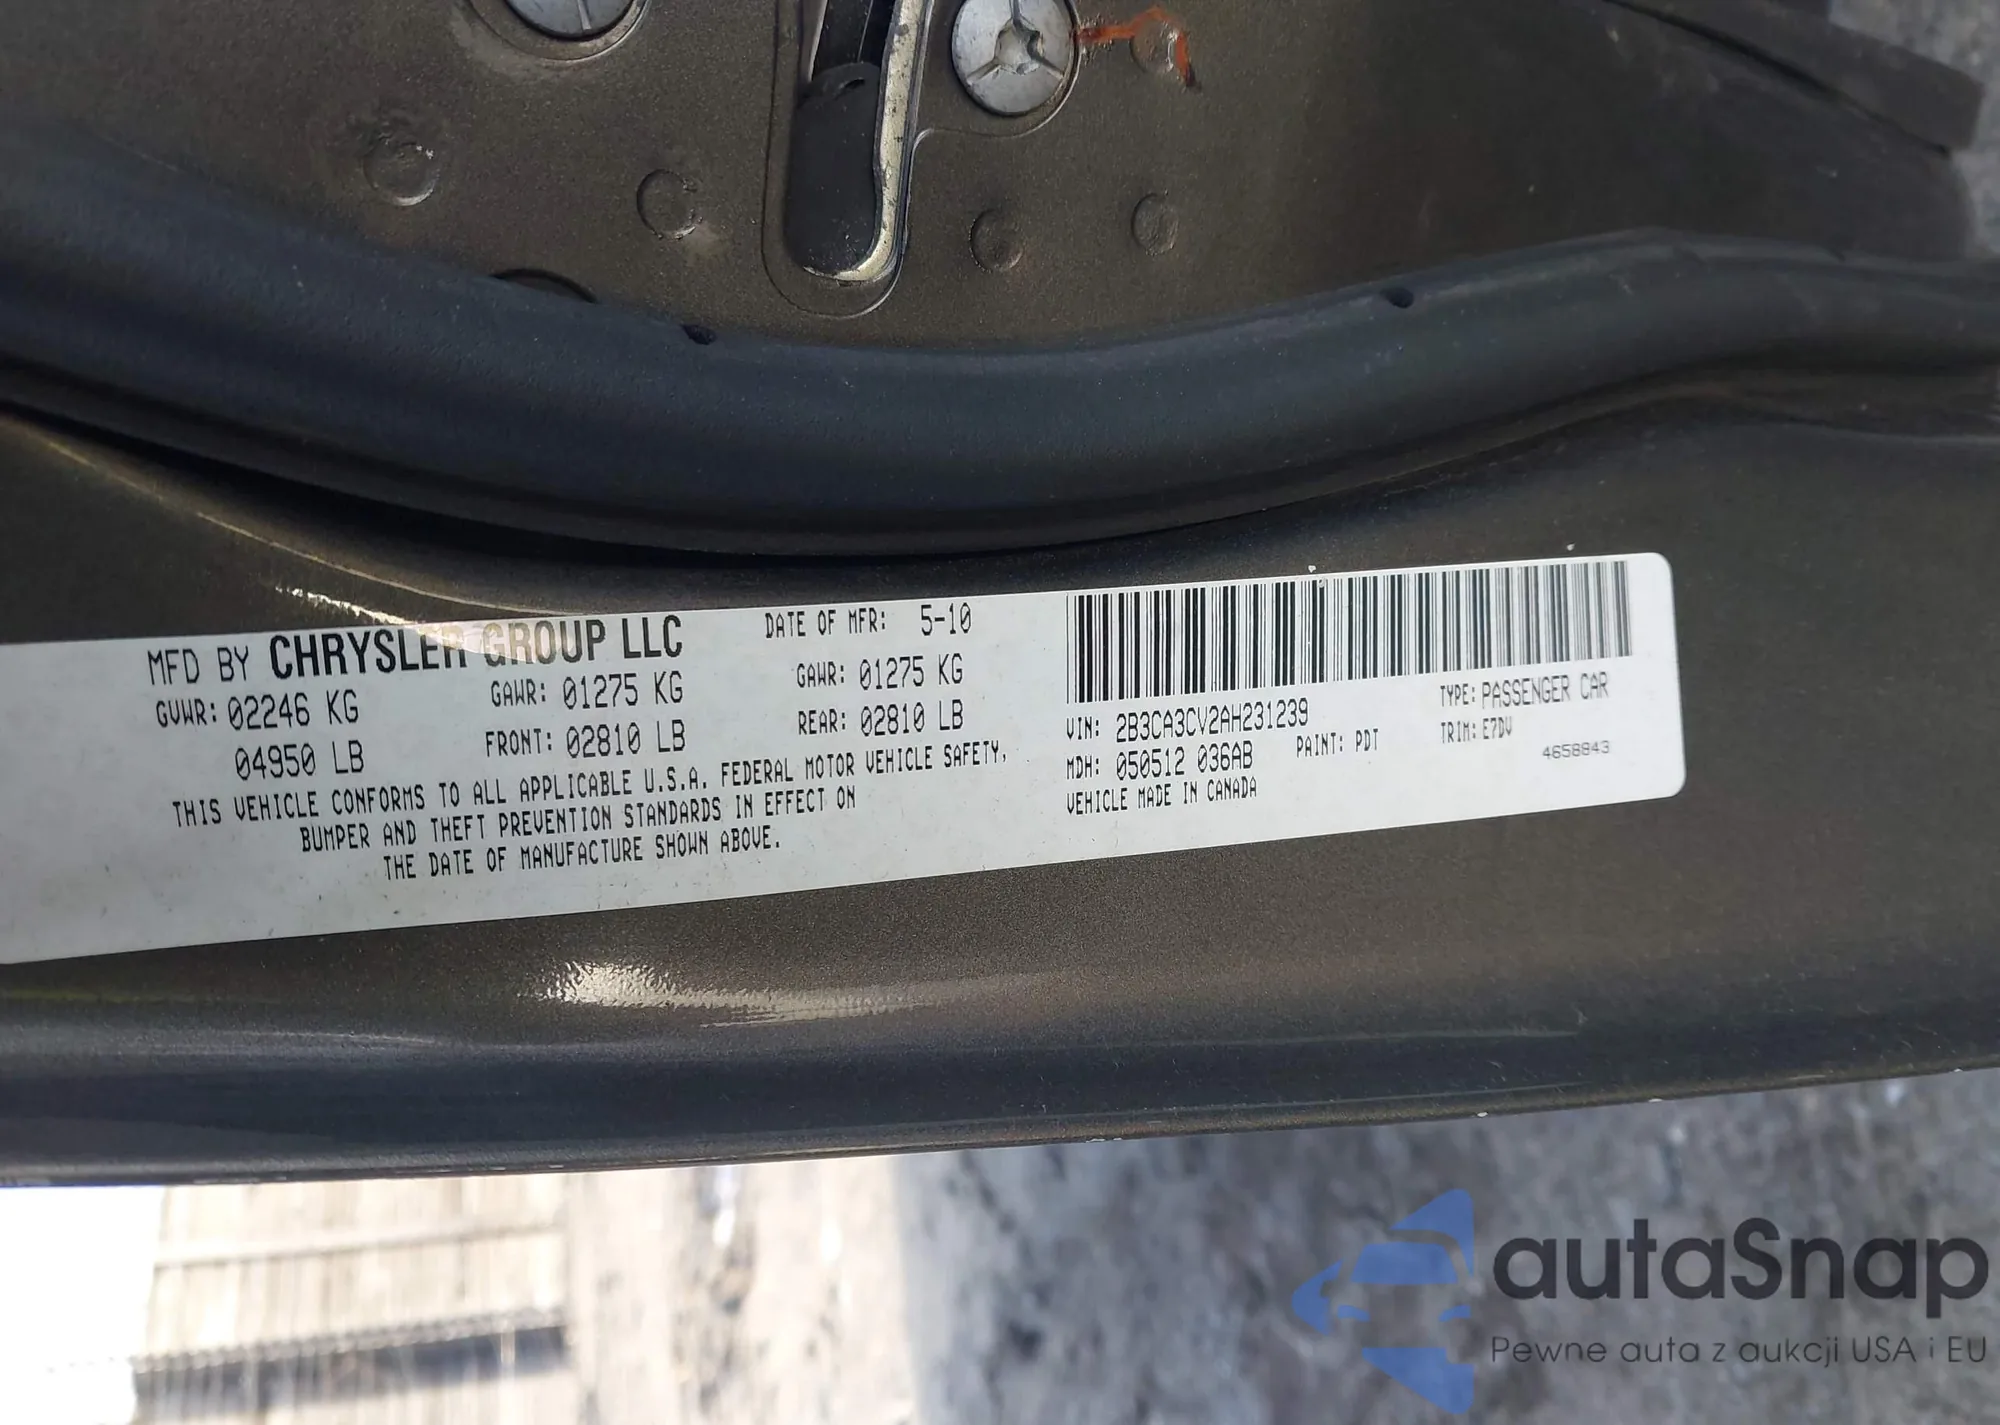 MFD BY CHRYSLER GROUP LLC DATE OF MFR: 5-10
GVWR: 02246 KG GAWR: 01275 KG GAWR: 01275 KG
04950 LB FRONT: 02810 LB REAR: 02810 LB
THIS VEHICLE CONFORMS TO ALL APPLICABLE U.S.A. FEDERAL MOTOR VEHICLE SAFETY,
BUMPER AND THEFT PREVENTION STANDARDS IN EFFECT ON
THE DATE OF MANUFACTURE SHOWN ABOVE.
VIN: 2B3CA3CV2AH231239 TYPE: PASSENGER CAR
MDH: 050512 036AB PAINT: PDT TRIM: E7DV
VEHICLE MADE IN CANADA 4658843
autaSnap
Pewne auta z aukcji USA i EU